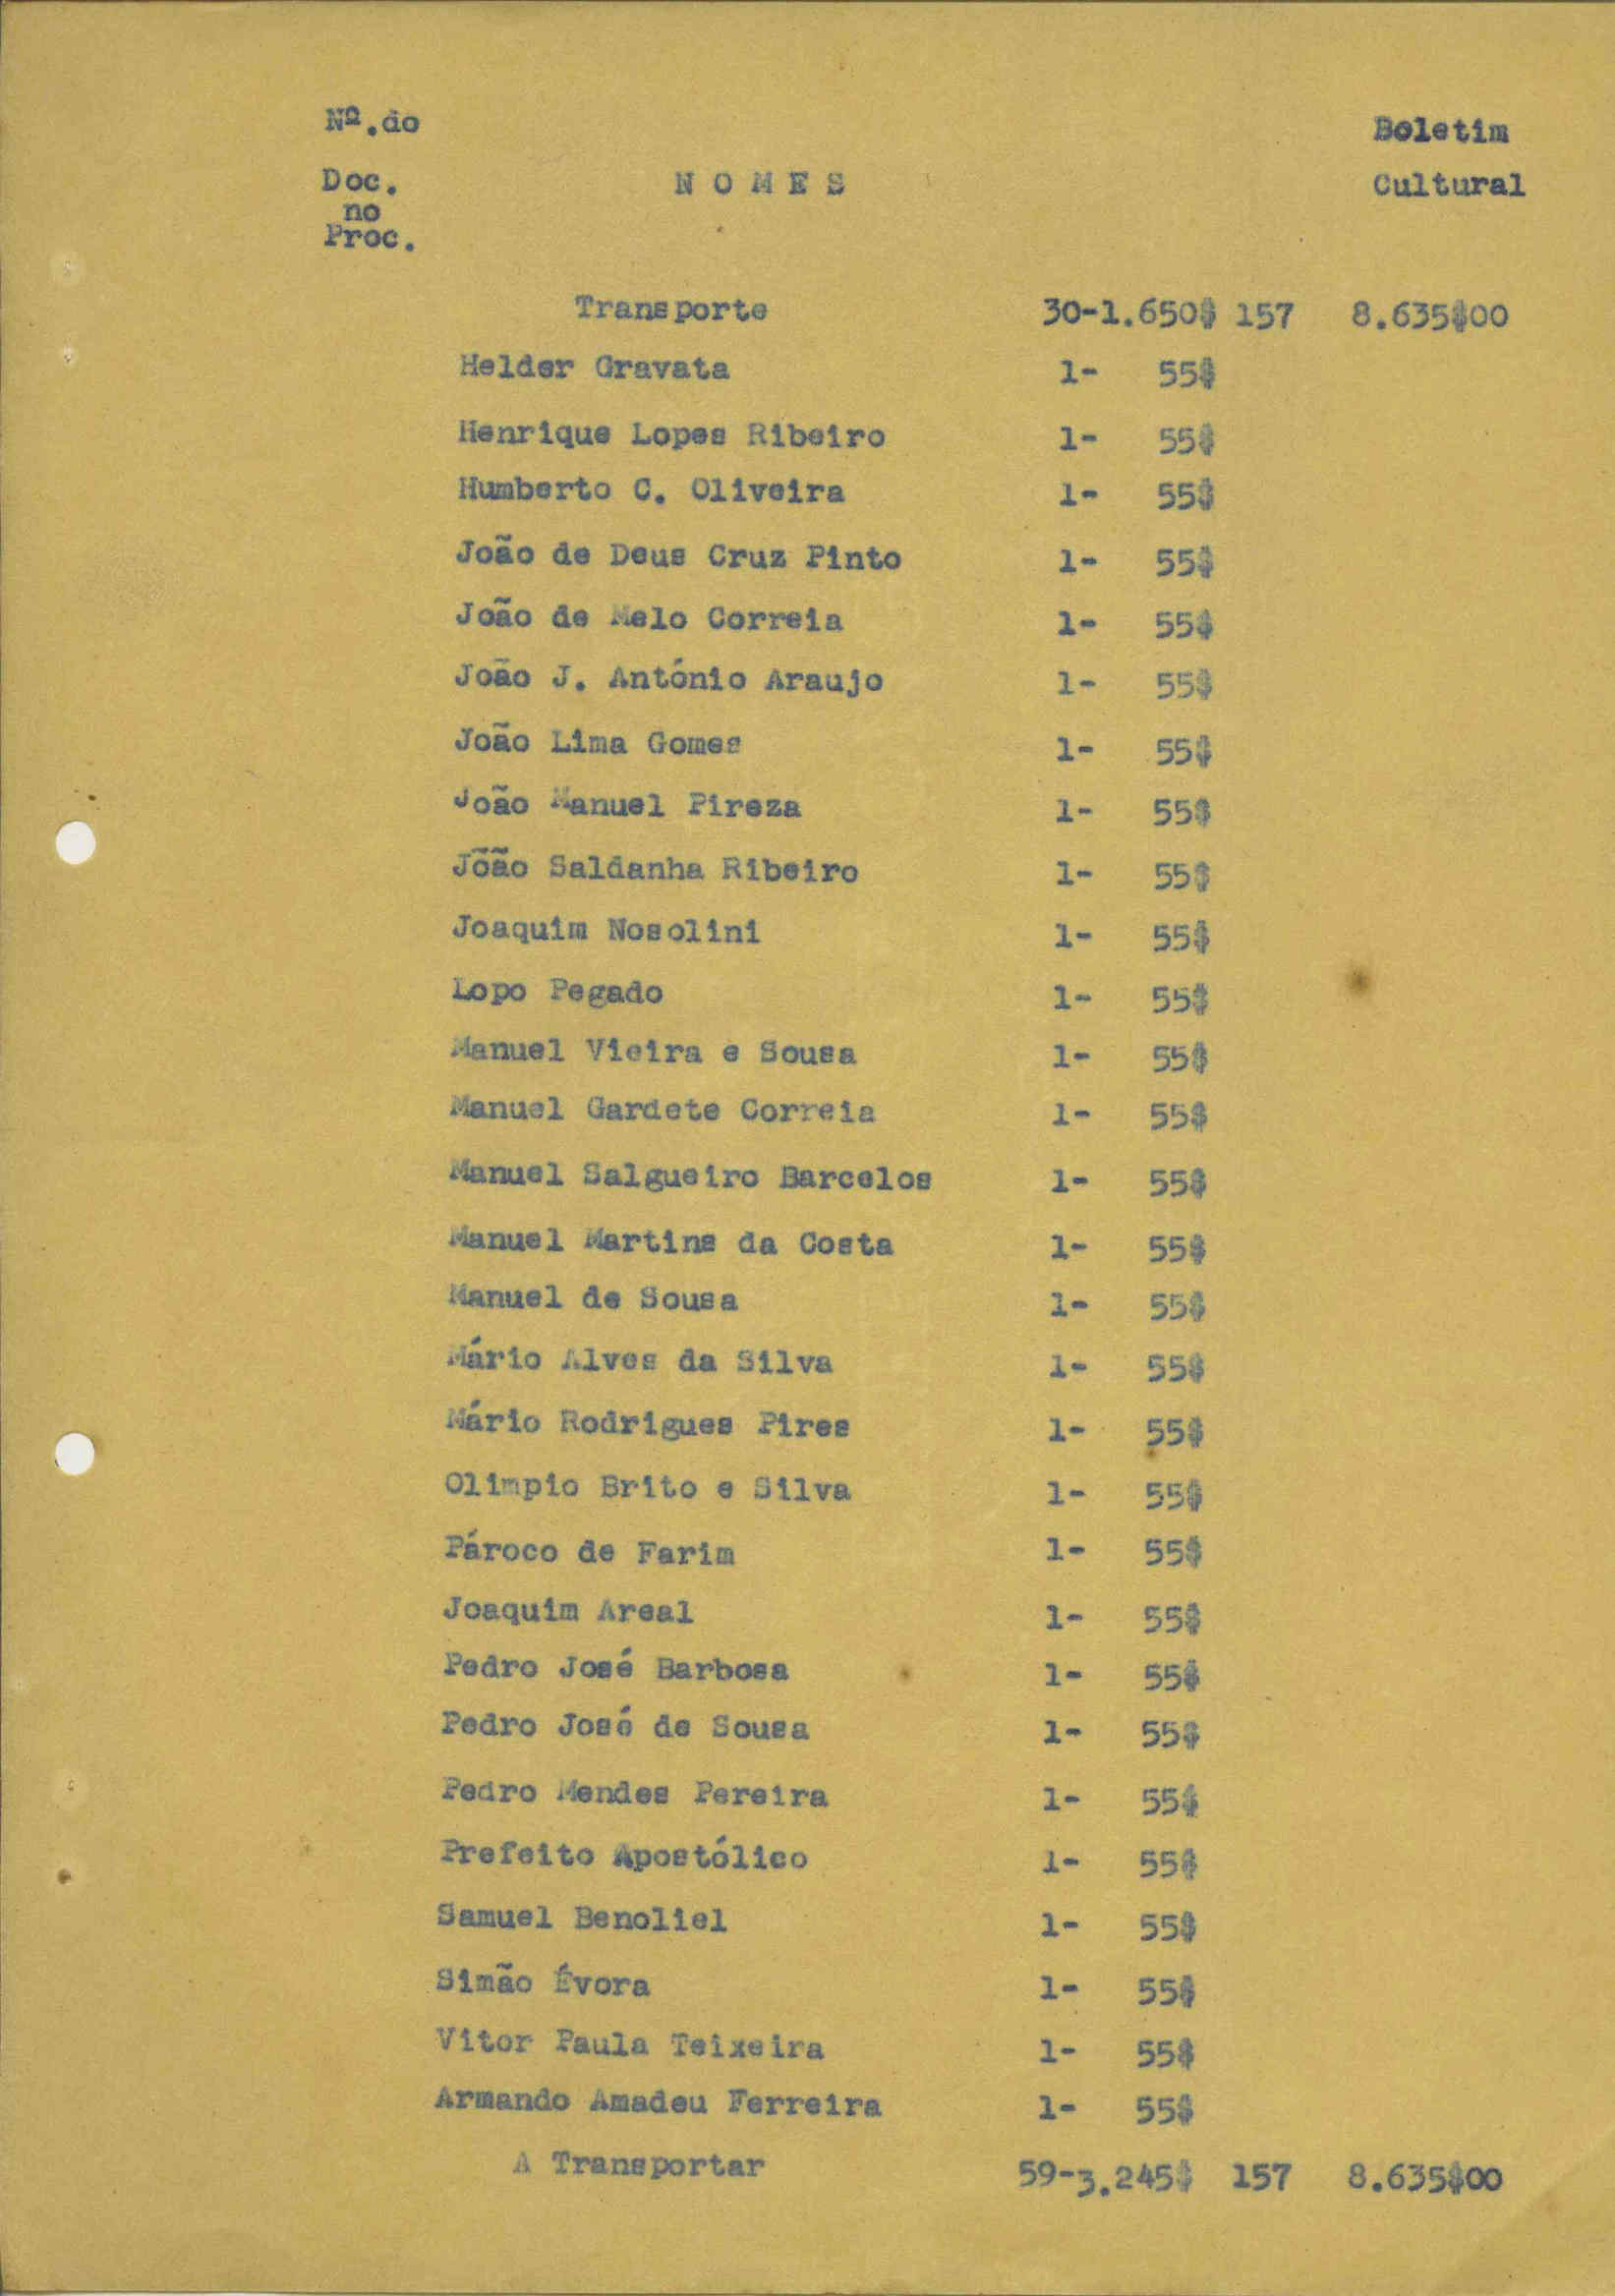 Nº.do Boletim
Doc. N O M E S Cultural
no
Proc.
Transporte 30-1.650$ 157 8.635$00
Helder Gravata 1- 55$
Henrique Lopes Ribeiro 1- 55$
Humberto C. Oliveira 1- 55$
João de Deus Cruz Pinto 1- 55$
João de Melo Correia 1- 55$
João J. António Araujo 1- 55$
João Lima Gomes 1- 55$
João Manuel Pireza 1- 55$
Jõão Saldanha Ribeiro 1- 55$
Joaquim Nosolini 1- 55$
Lopo Pegado 1- 55$
Manuel Vieira e Sousa 1- 55$
Manuel Gardete Correia 1- 55$
Manuel Salgueiro Barcelos 1- 55$
Manuel Martins da Costa 1- 55$
Manuel de Sousa 1- 55$
Mário Alves da Silva 1- 55$
Mário Rodrigues Pires 1- 55$
Olimpio Brito e Silva 1- 55$
Pároco de Farim 1- 55$
Joaquim Areal 1- 55$
Pedro José Barbosa 1- 55$
Pedro José de Sousa 1- 55$
Pedro Mendes Pereira 1- 55$
Prefeito Apostólico 1- 55$
Samuel Benoliel 1- 55$
Simão Évora 1- 55$
Vitor Paula Teixeira 1- 55$
Armando Amadeu Ferreira 1- 55$
A Transportar 59-3.245$ 157 8.635$00